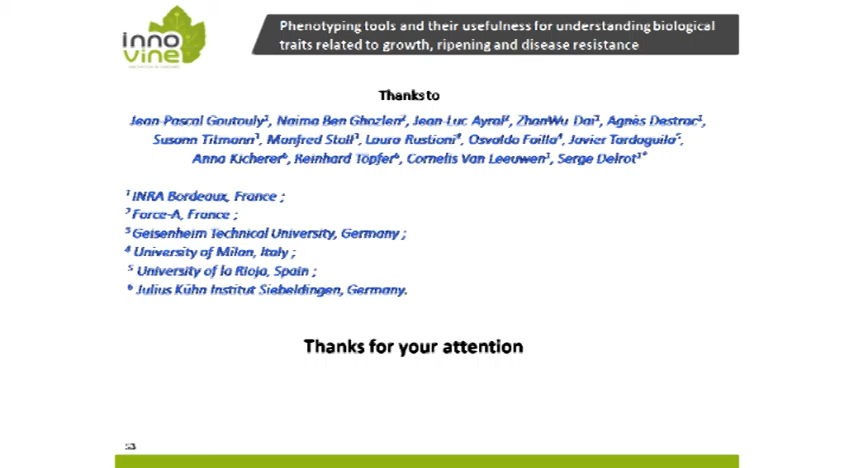 inno
vine
Phenotyping tools and their usefulness for understanding biological
traits related to growth, ripening and disease resistance
Thanks to
Jean-Pascal Goutouly¹, Naima Ben Ghozlen², Jean-Luc Ayral², ZhanWu Dai¹, Agnès Destrac¹,
Susann Titmann³, Manfred Stoll³, Laura Rustioni⁴, Osvaldo Failla⁴, Javier Tardaguila⁵,
Anna Kicherer⁶, Reinhard Töpfer⁶, Cornelis Van Leeuwen¹, Serge Delrot¹*
¹ INRA Bordeaux, France ;
² Force-A, France ;
³ Geisenheim Technical University, Germany ;
⁴ University of Milan, Italy ;
⁵ University of la Rioja, Spain ;
⁶ Julius Kühn Institut Siebeldingen, Germany.
Thanks for your attention
53